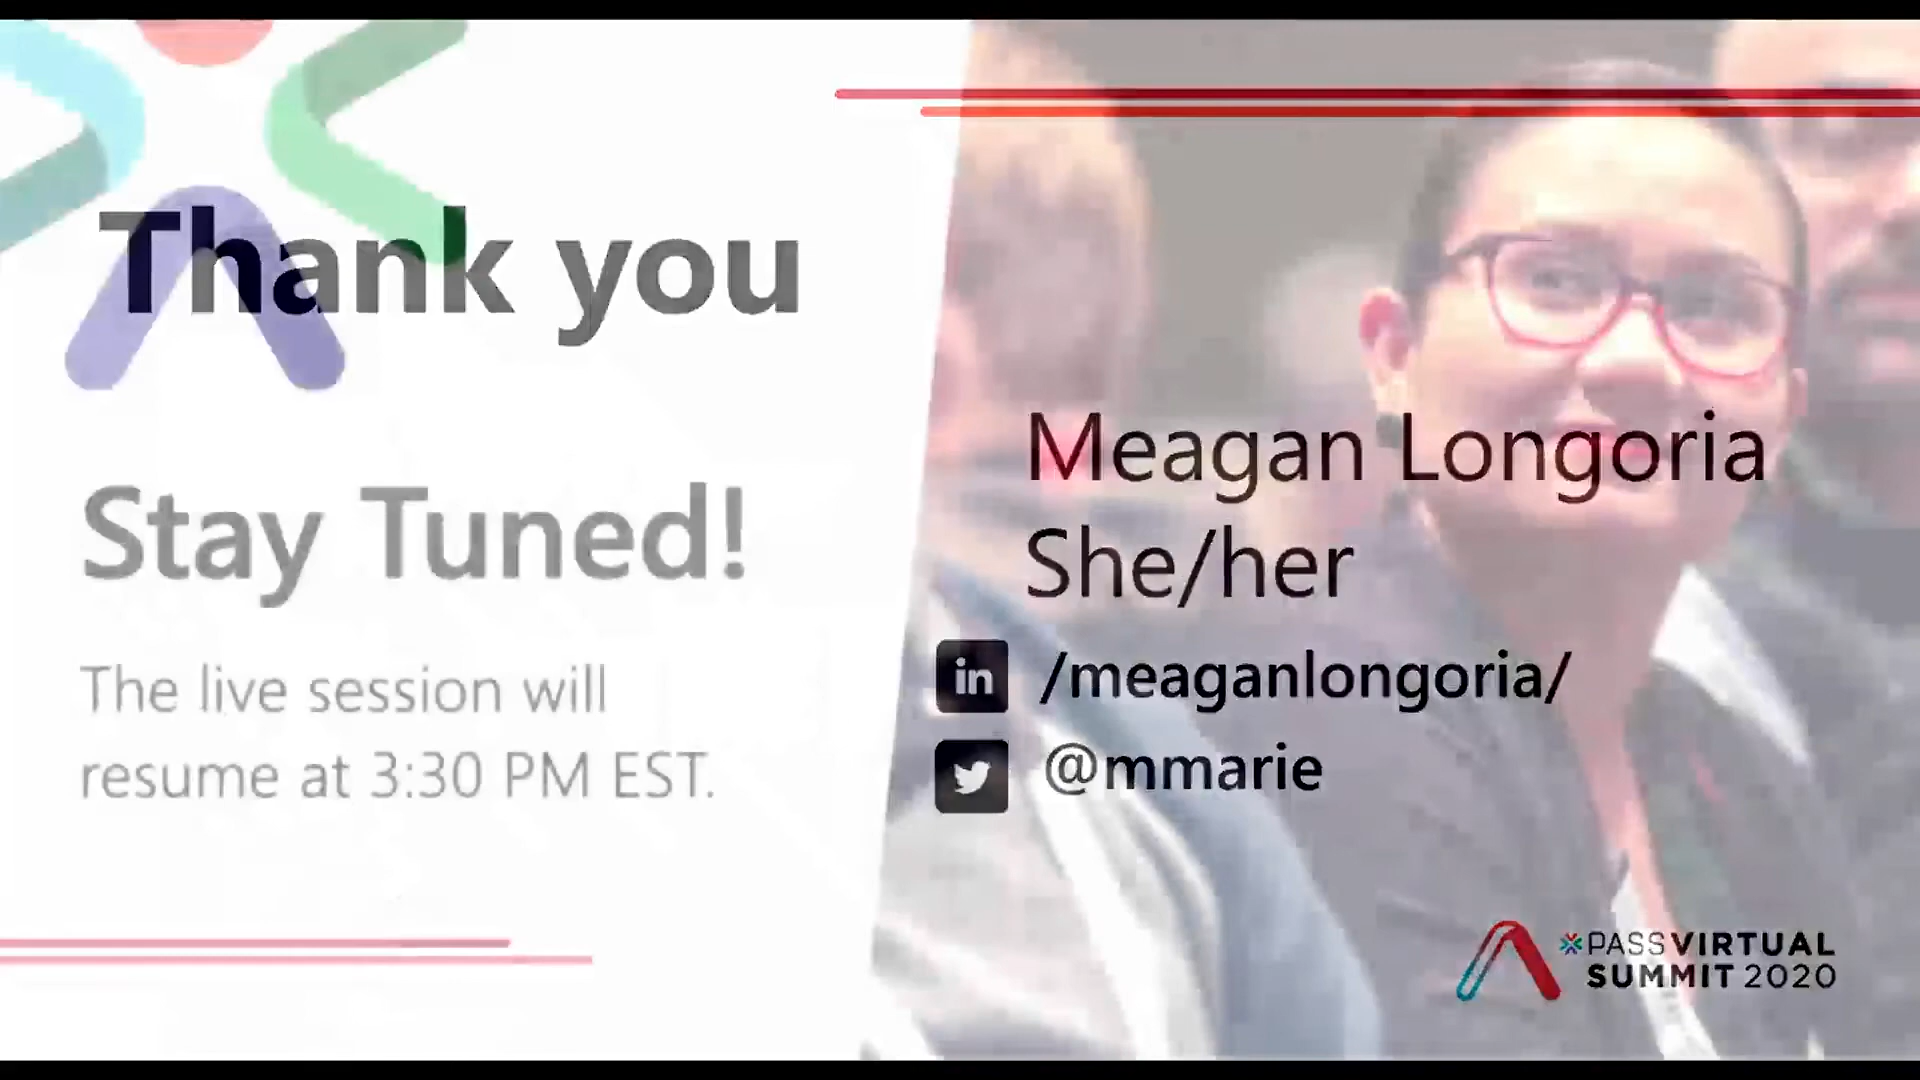 Thank you
Stay Tuned!
The live session will
resume at 3:30 PM EST.
Meagan Longoria
She/her
in /meaganlongoria/
@mmarie
PASS VIRTUAL
SUMMIT 2020